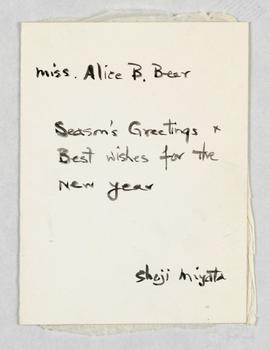 miss. Alice B. Beer
Season's Greetings &
Best wishes for the
new year
Shoji Miyata